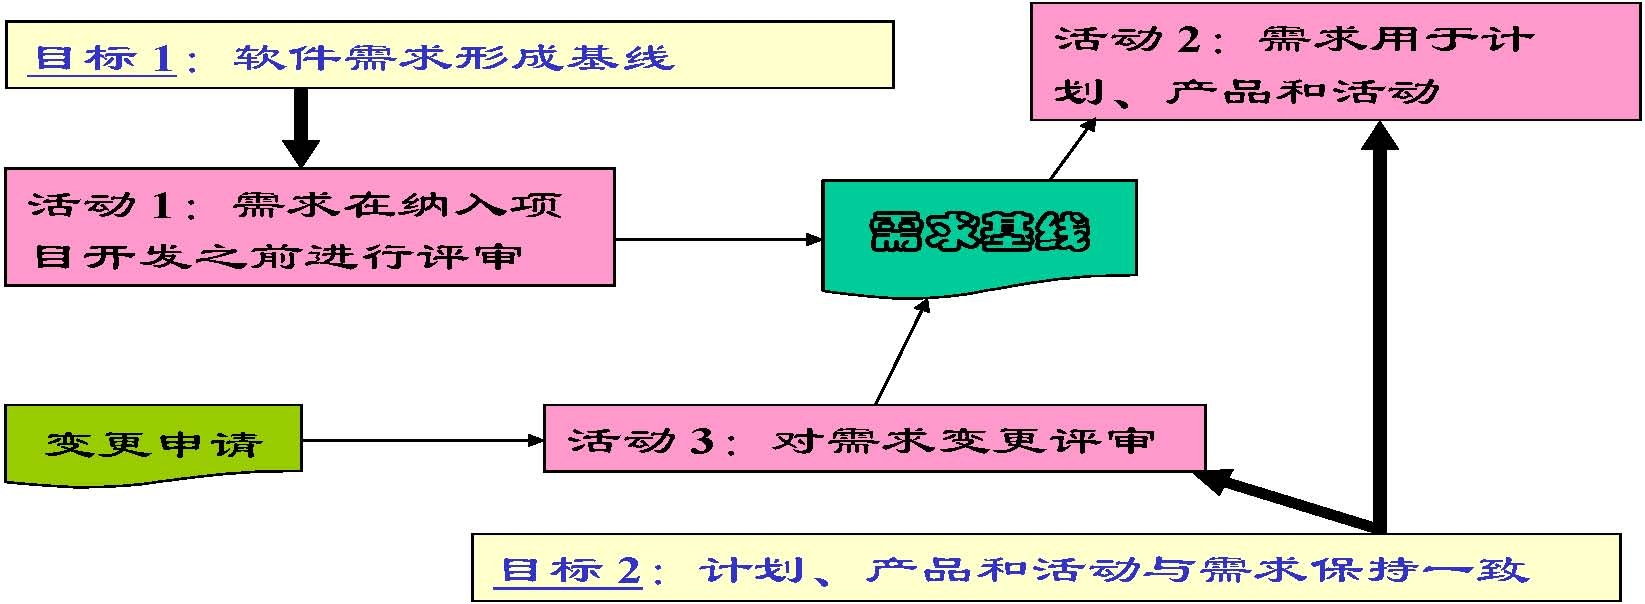 目标1：软件需求形成基线
活动2：需求用于计
划、产品和活动
活动1：需求在纳入项
目开发之前进行评审
需求基线
变更申请
活动3：对需求变更评审
目标2：计划、产品和活动与需求保持一致